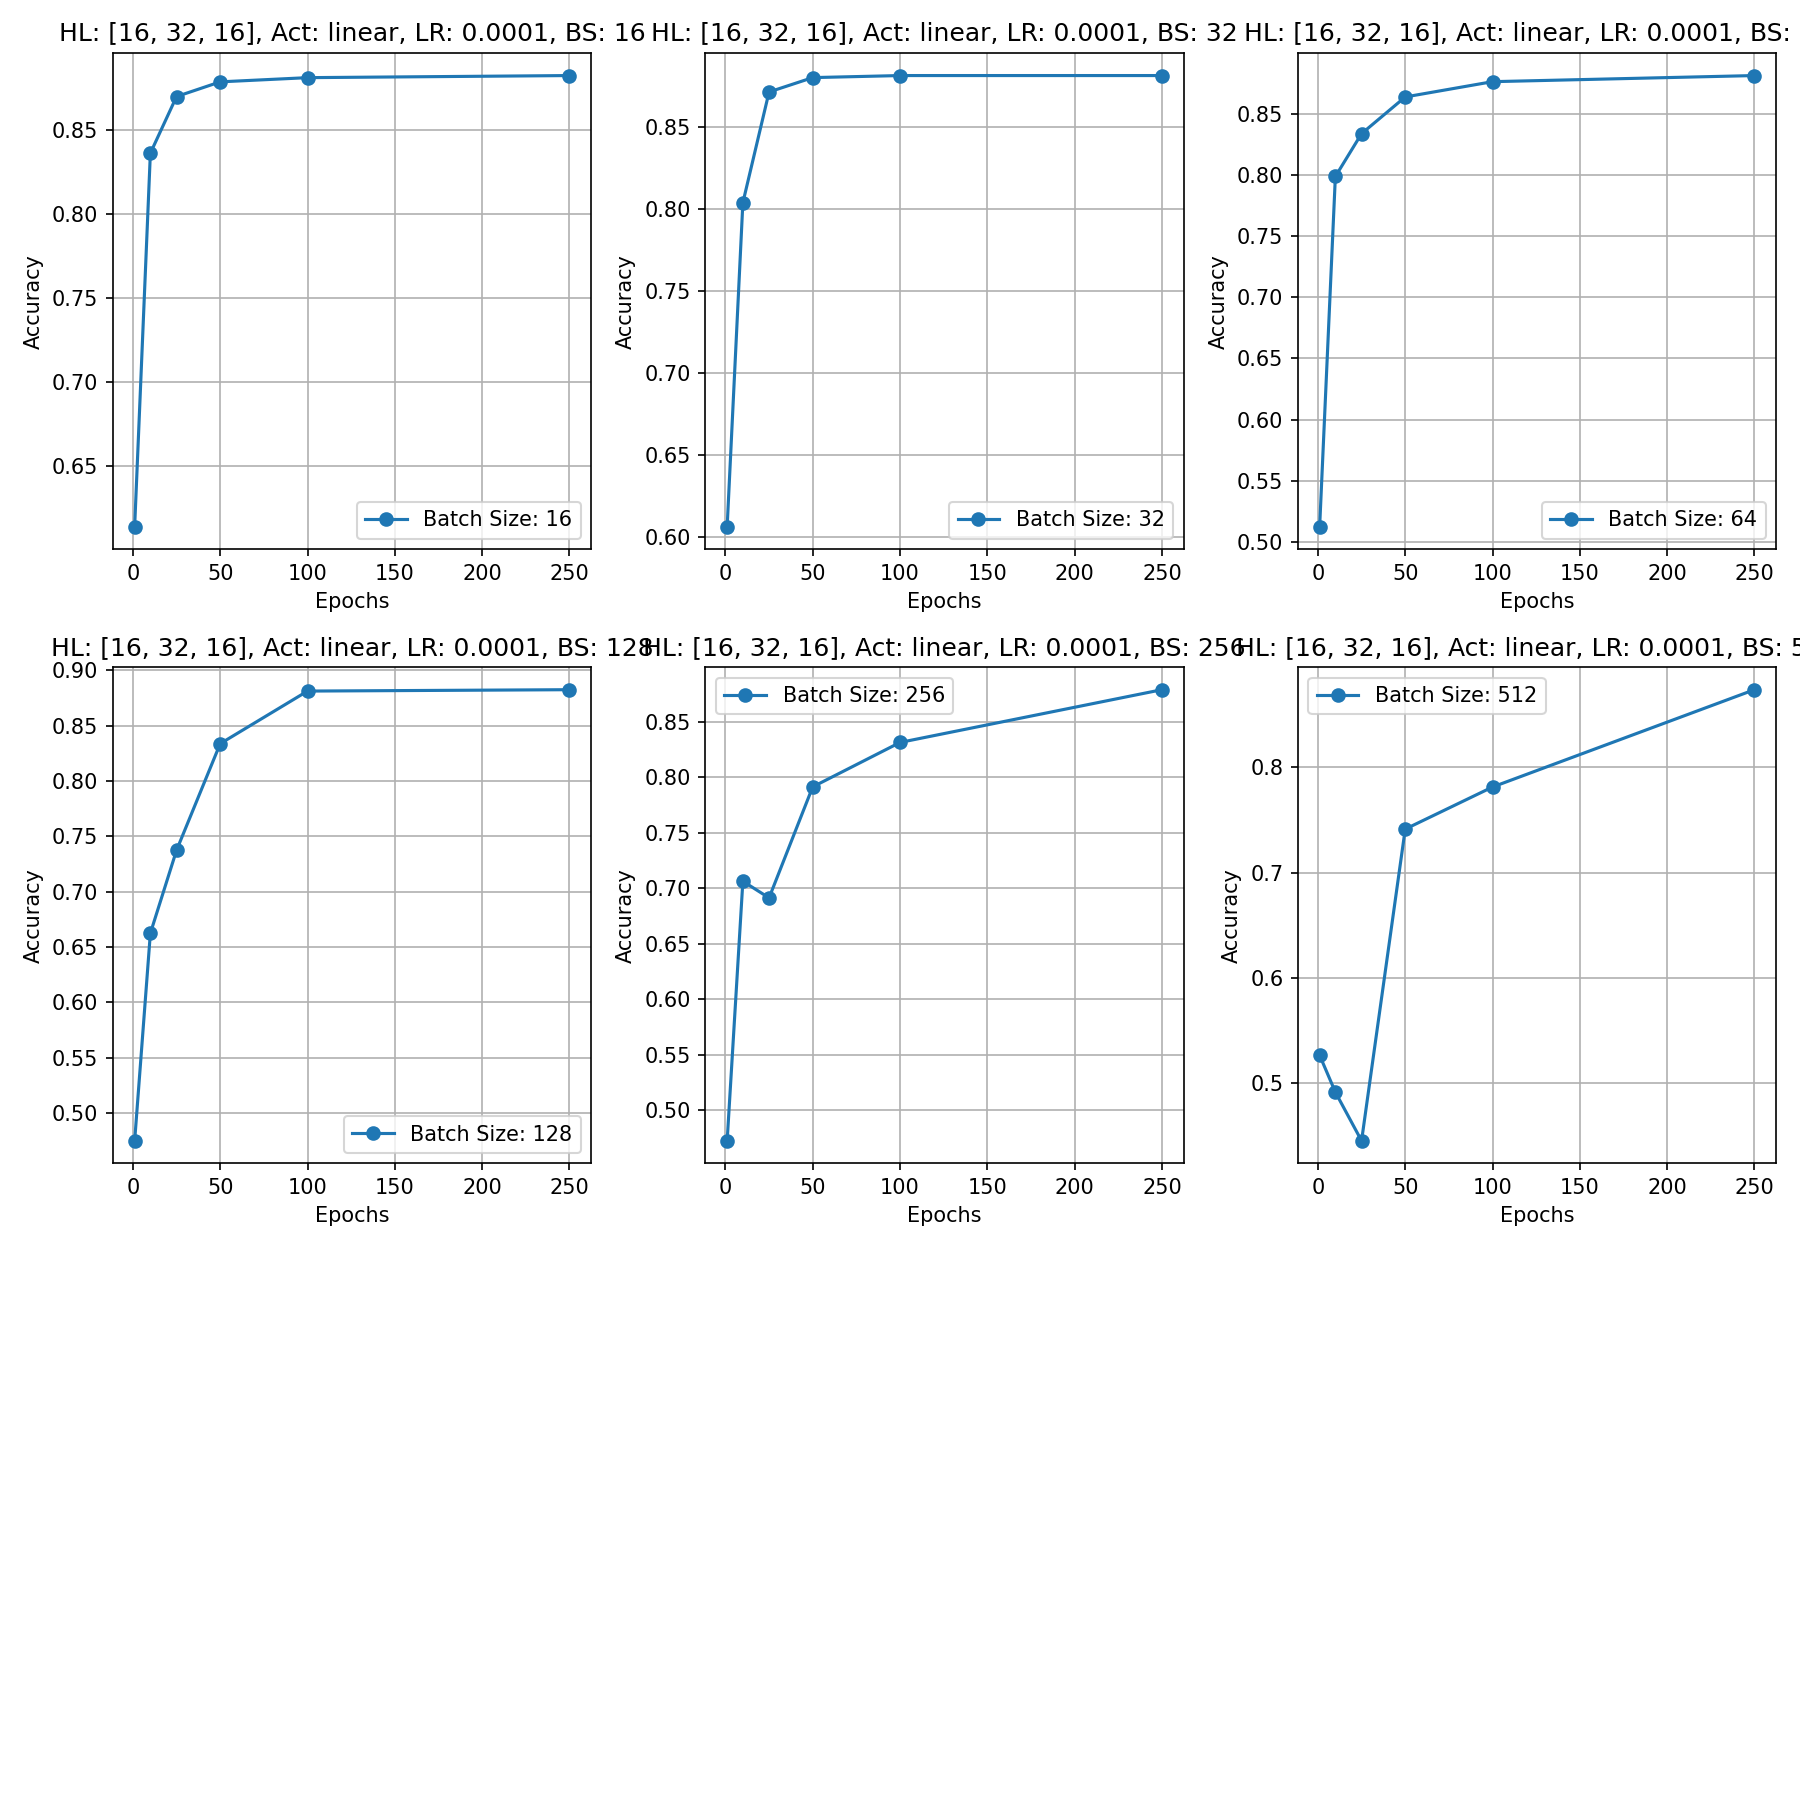 HL: [16, 32, 16], Act: linear, LR: 0.0001, BS: 16
Accuracy
0.85
0.80
0.75
0.70
0.65
Batch Size: 16
0 50 100 150 200 250
Epochs
HL: [16, 32, 16], Act: linear, LR: 0.0001, BS: 32
Accuracy
0.85
0.80
0.75
0.70
0.65
0.60
Batch Size: 32
0 50 100 150 200 250
Epochs
HL: [16, 32, 16], Act: linear, LR: 0.0001, BS:
Accuracy
0.85
0.80
0.75
0.70
0.65
0.60
0.55
0.50
Batch Size: 64
0 50 100 150 200 250
Epochs
HL: [16, 32, 16], Act: linear, LR: 0.0001, BS: 128
Accuracy
0.90
0.85
0.80
0.75
0.70
0.65
0.60
0.55
0.50
Batch Size: 128
0 50 100 150 200 250
Epochs
HL: [16, 32, 16], Act: linear, LR: 0.0001, BS: 256
Batch Size: 256
Accuracy
0.85
0.80
0.75
0.70
0.65
0.60
0.55
0.50
0 50 100 150 200 250
Epochs
HL: [16, 32, 16], Act: linear, LR: 0.0001, BS: 5
Batch Size: 512
Accuracy
0.8
0.7
0.6
0.5
0 50 100 150 200 250
Epochs